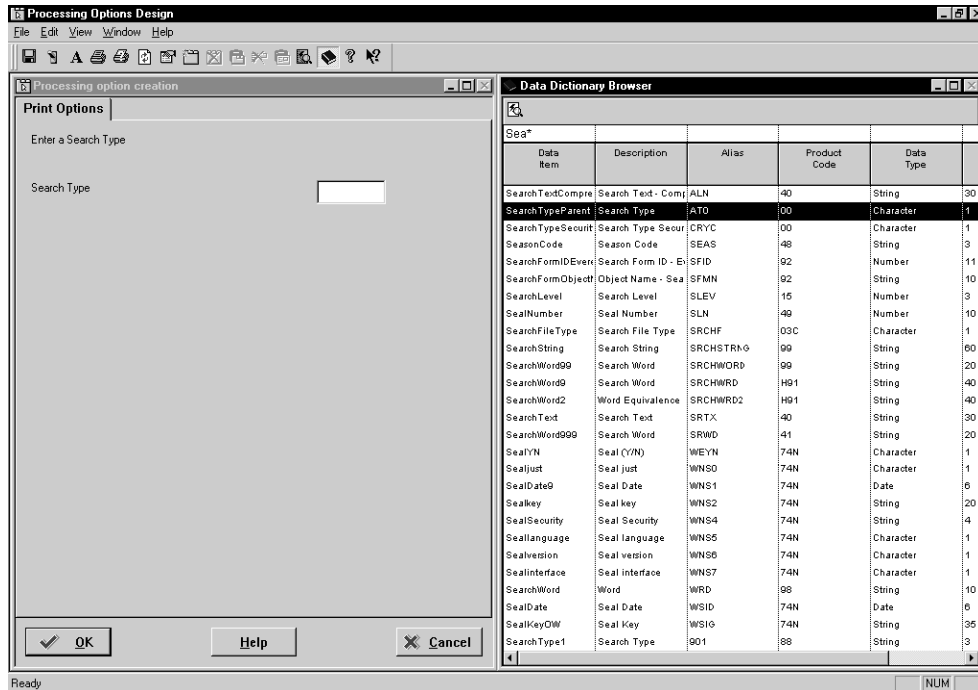 Processing Options Design
File Edit View Window Help
Processing option creation
Print Options
Enter a Search Type
Search Type
OK Help Cancel
Data Dictionary Browser
Sea*
Data Item Description Alias Product Code Data Type
SearchTextCompre Search Text - Comp ALN 40 String 30
SearchTypeParent Search Type AT0 00 Character 1
SearchTypeSecurit Search Type Secur CRYC 00 Character 1
SeasonCode Season Code SEAS 48 String 3
SearchFormIDEvere Search Form ID - Ev SFID 92 Number 11
SearchFormObjectN Object Name - Sea SFMN 92 String 10
SearchLevel Search Level SLEV 15 Number 3
SealNumber Seal Number SLN 49 Number 10
SearchFileType Search File Type SRCHF 03C Character 1
SearchString Search String SRCHSTRNG 99 String 60
SearchWord99 Search Word SRCHWORD 99 String 20
SearchWord9 Search Word SRCHWRD H91 String 40
SearchWord2 Word Equivalence SRCHWRD2 H91 String 40
SearchText Search Text SRTX 40 String 30
SearchWord999 Search Word SRWD 41 String 20
SealYN Seal (Y/N) WEYN 74N Character 1
Sealjust Seal just WNS0 74N Character 1
SealDate9 Seal Date WNS1 74N Date 6
Sealkey Seal key WNS2 74N String 20
SealSecurity Seal Security WNS4 74N String 4
Seallanguage Seal language WNS5 74N Character 1
Sealversion Seal version WNS6 74N Character 1
Sealinterface Seal interface WNS7 74N Character 1
SearchWord Word WRD 98 String 10
SealDate Seal Date WSID 74N Date 6
SealKeyOW Seal Key WSIG 74N String 35
SearchType1 Search Type 901 88 String 3
Ready NUM